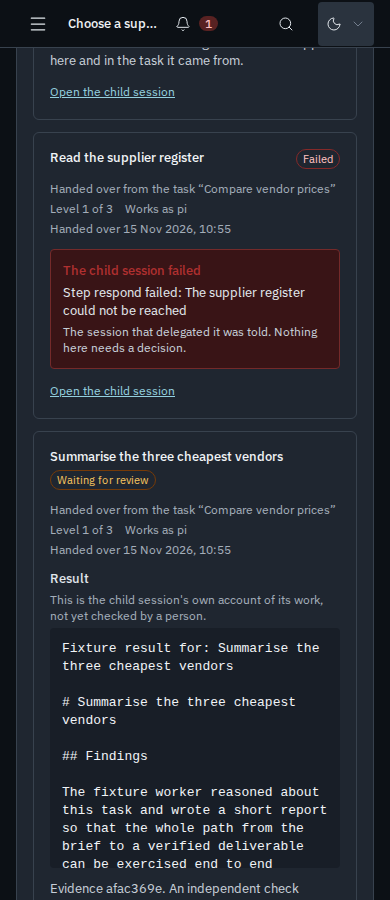 Choose a sup...
1
here and in the task it came from.
Open the child session
Read the supplier register
Failed
Handed over from the task “Compare vendor prices”
Level 1 of 3 Works as pi
Handed over 15 Nov 2026, 10:55
The child session failed
Step respond failed: The supplier register
could not be reached
The session that delegated it was told. Nothing
here needs a decision.
Open the child session
Summarise the three cheapest vendors
Waiting for review
Handed over from the task “Compare vendor prices”
Level 1 of 3 Works as pi
Handed over 15 Nov 2026, 10:55
Result
This is the child session's own account of its work,
not yet checked by a person.
Fixture result for: Summarise the
three cheapest vendors
# Summarise the three cheapest
vendors
## Findings
The fixture worker reasoned about
this task and wrote a short report
so that the whole path from the
brief to a verified deliverable
can be exercised end to end
Evidence afac369e. An independent check